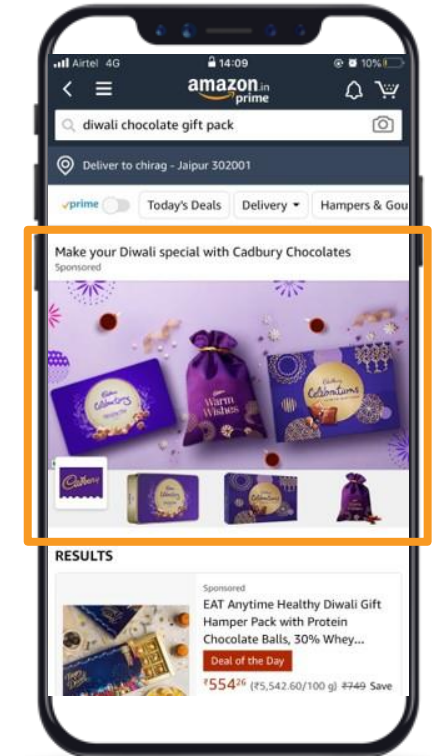 Airtel 4G 14:09 10%
amazon.in
prime
diwali chocolate gift pack
Deliver to chirag - Jaipur 302001
prime Today's Deals Delivery Hampers & Gou
Make your Diwali special with Cadbury Chocolates
Sponsored
Cadbury
Celebrations
Warm
Wishes
Cadbury
Celebrations
Cadbury
Celebrations
Celebrations
RESULTS
Sponsored
EAT Anytime Healthy Diwali Gift
Hamper Pack with Protein
Chocolate Balls, 30% Whey...
Deal of the Day
₹554²⁶ (₹5,542.60/100 g) ₹749 Save